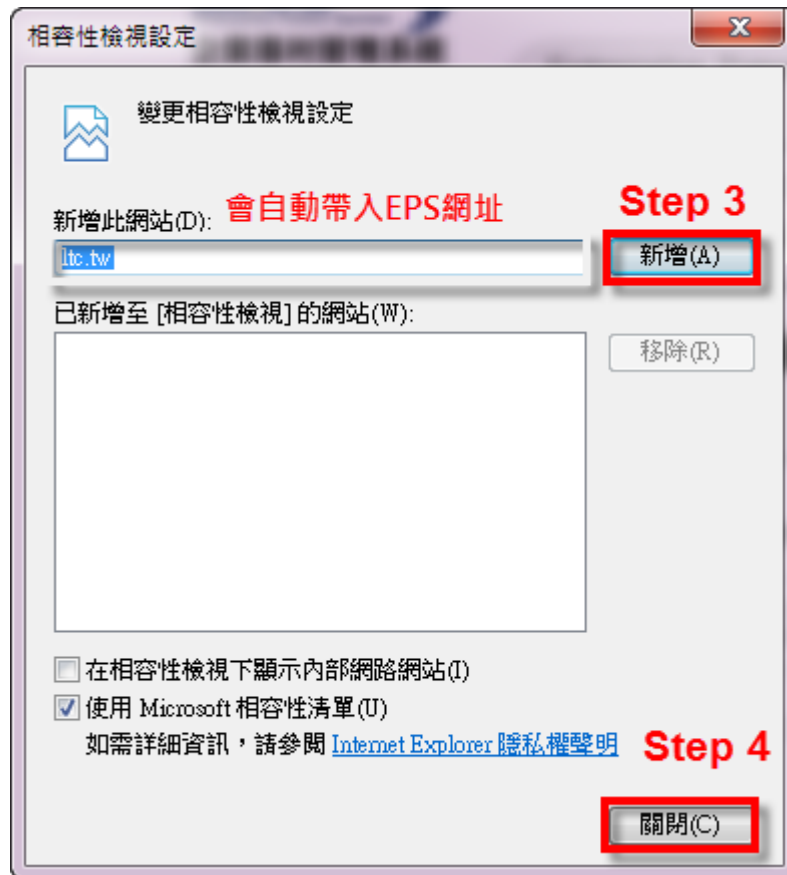 相容性檢視設定
變更相容性檢視設定
新增此網站(D):
會自動帶入EPS網址
Step 3
ltc.tw
新增(A)
已新增至 [相容性檢視] 的網站(W):
移除(R)
在相容性檢視下顯示內部網路網站(I)
使用 Microsoft 相容性清單(U)
如需詳細資訊，請參閱 Internet Explorer 隱私權聲明
Step 4
關閉(C)